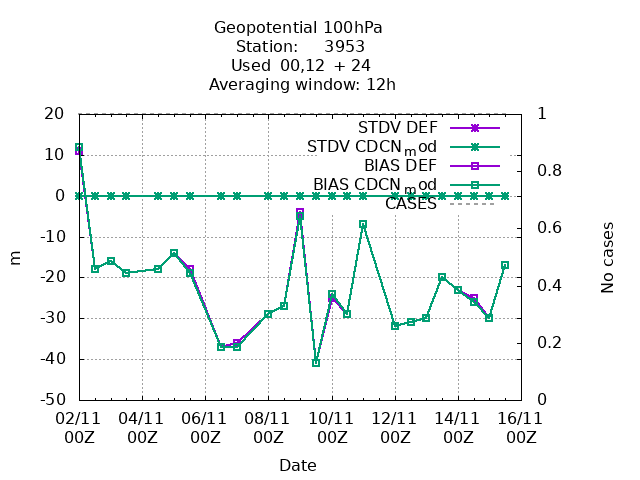 Geopotential 100hPa
Station: 3953
Used 00,12 + 24
Averaging window: 12h
20
10
0
-10
-20
-30
-40
-50
m
STDV DEF
STDV CDCN_mod
BIAS DEF
BIAS CDCN_mod
CASES
1
0.8
0.6
0.4
0.2
0
No cases
02/11 04/11 06/11 08/11 10/11 12/11 14/11 16/11
00Z 00Z 00Z 00Z 00Z 00Z 00Z 00Z
Date